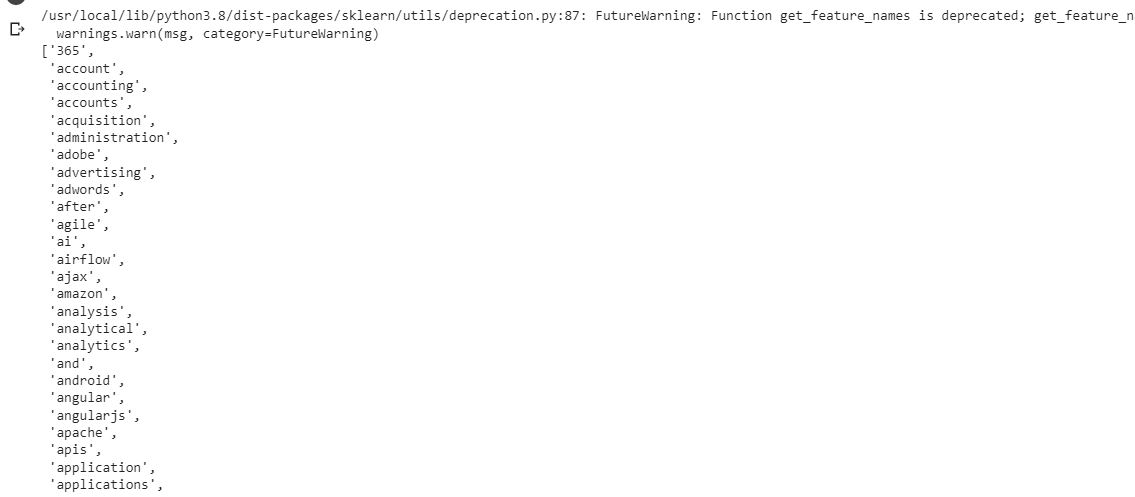 /usr/local/lib/python3.8/dist-packages/sklearn/utils/deprecation.py:87: FutureWarning: Function get_feature_names is deprecated; get_feature_n
warnings.warn(msg, category=FutureWarning)
['365',
'account',
'accounting',
'accounts',
'acquisition',
'administration',
'adobe',
'advertising',
'adwords',
'after',
'agile',
'ai',
'airflow',
'ajax',
'amazon',
'analysis',
'analytical',
'analytics',
'and',
'android',
'angular',
'angularjs',
'apache',
'apis',
'application',
'applications',